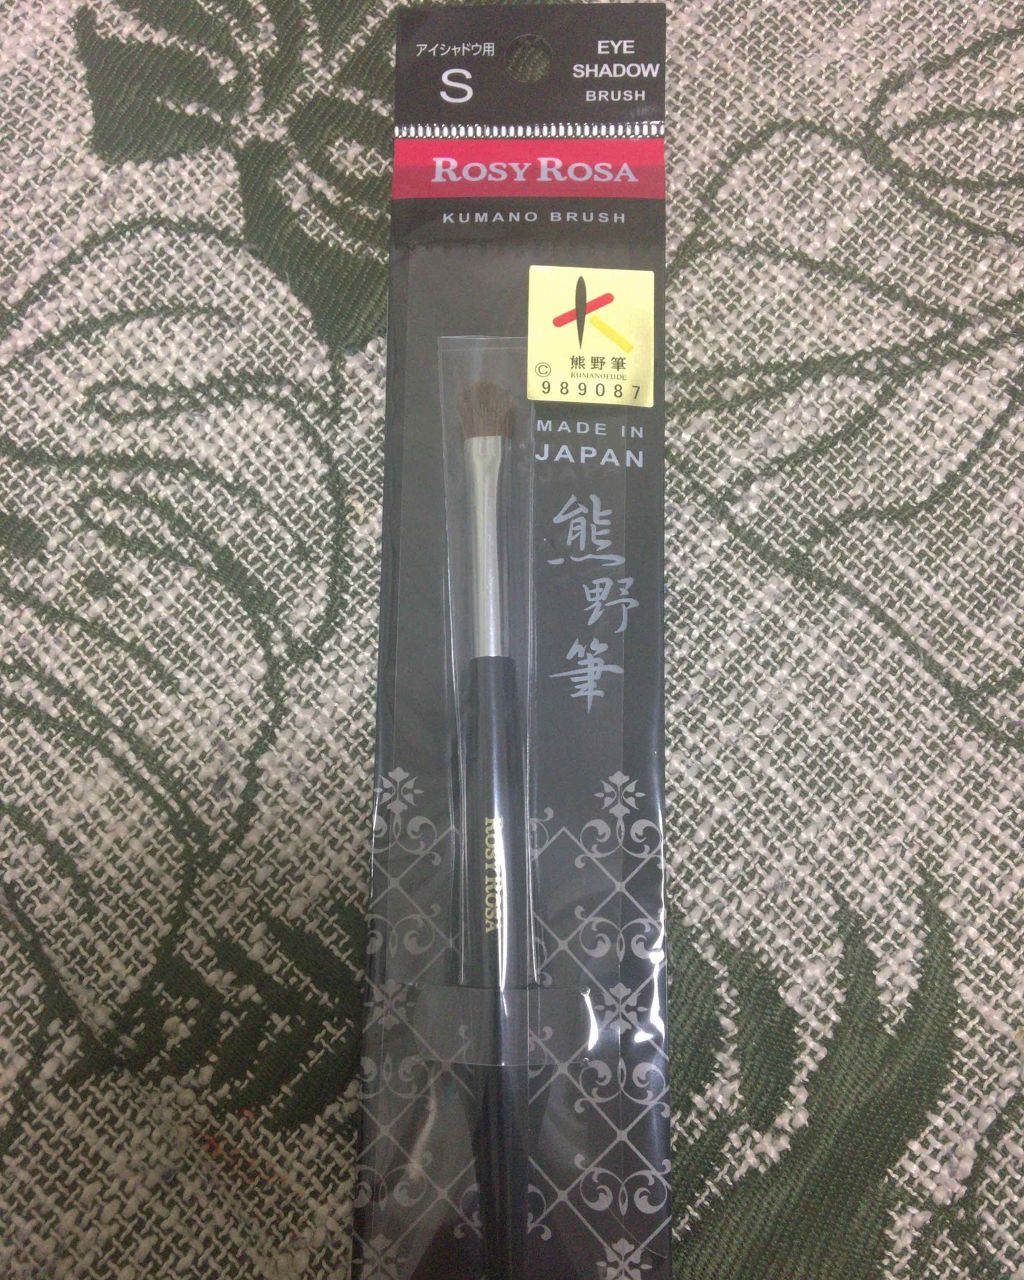 アイシャドウ用
S
EYE
SHADOW
BRUSH
ROSY ROSA
KUMANO BRUSH
熊野筆
KUMANOFUDE
©
989087
MADE IN
JAPAN
熊野筆
ROSY ROSA